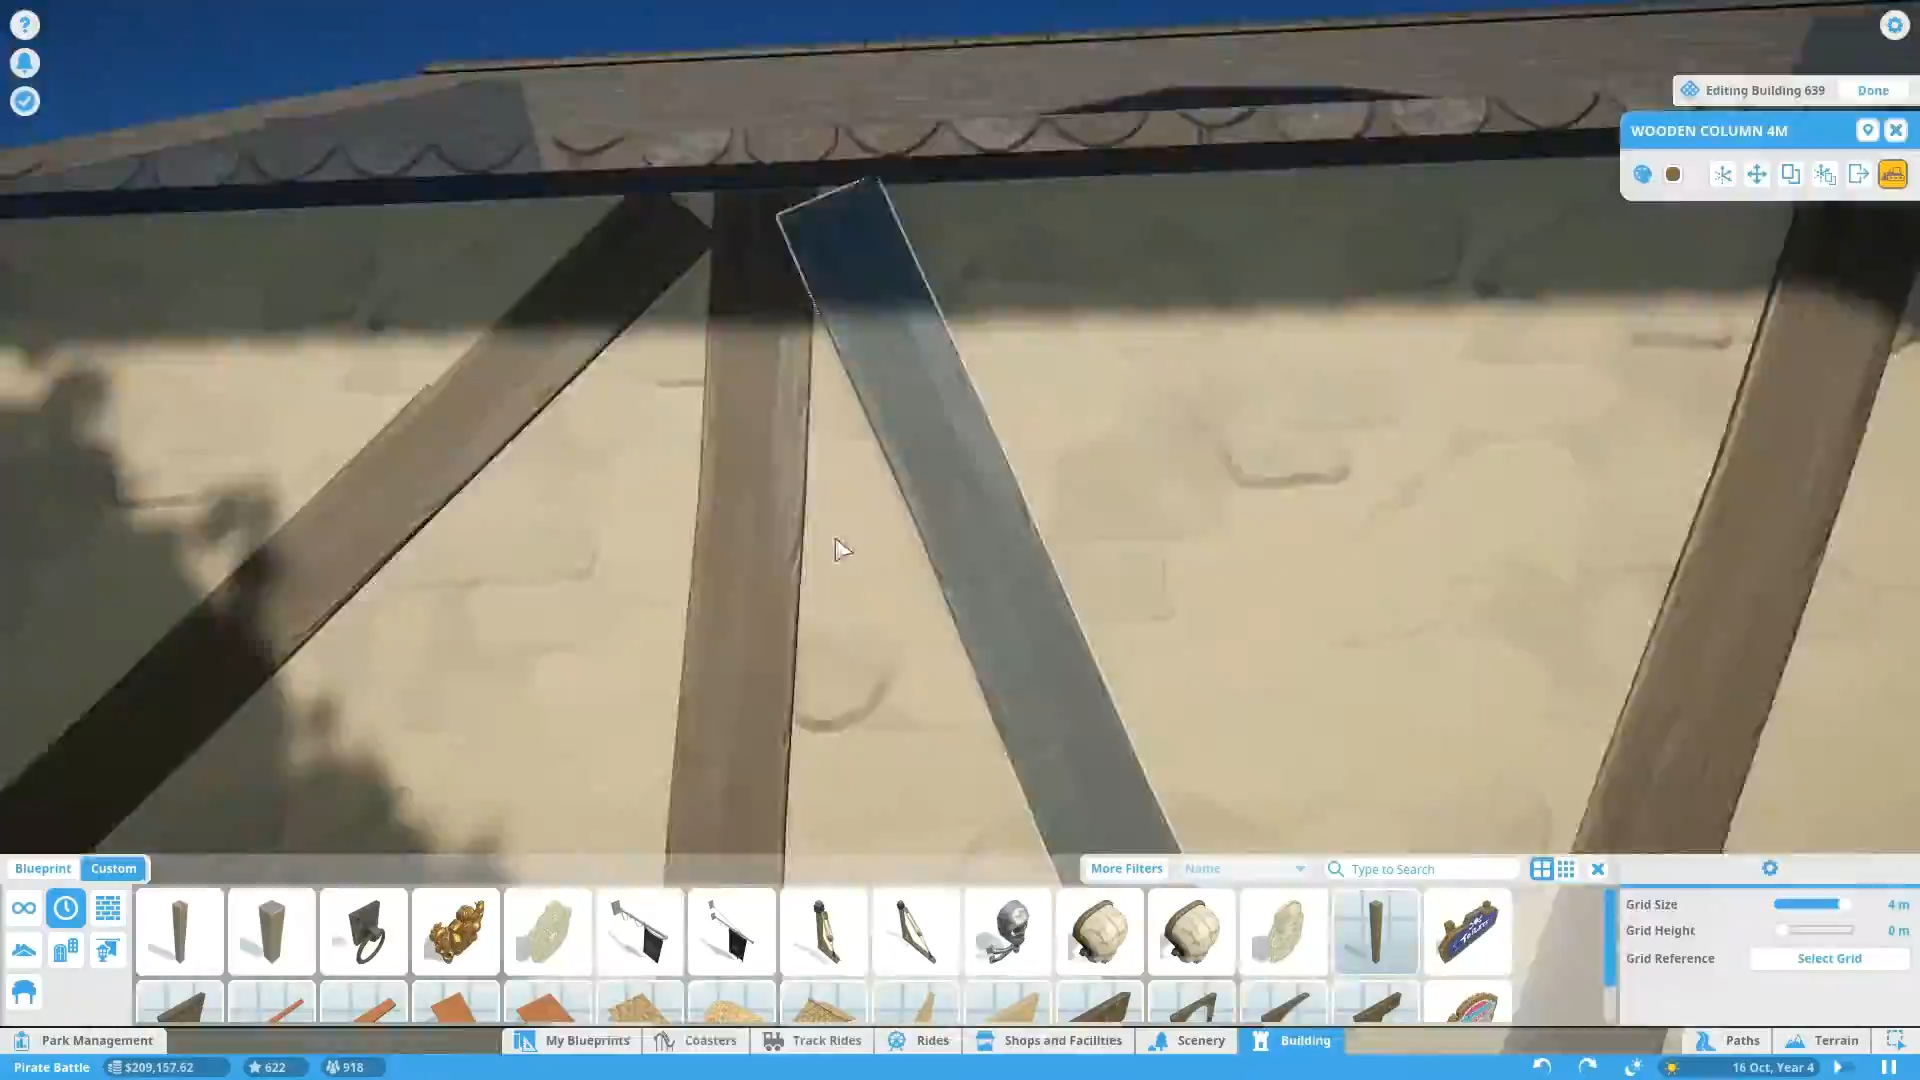 ?
Editing Building 639
Done
WOODEN COLUMN 4M
Blueprint
Custom
More Filters
Name
Type to Search
Grid Size
4 m
Grid Height
0 m
Grid Reference
Select Grid
Park Management
My Blueprints
Coasters
Track Rides
Rides
Shops and Facilities
Scenery
Building
Paths
Terrain
Pirate Battle
$209,157.62
622
918
16 Oct, Year 4